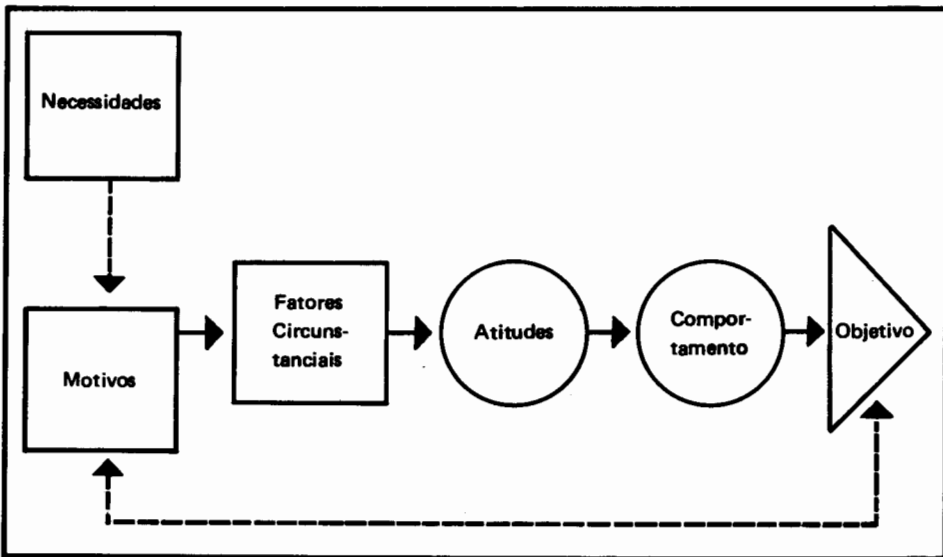 Necessidades
Motivos
Fatores
Circuns-
tanciais
Atitudes
Compor-
tamento
Objetivo